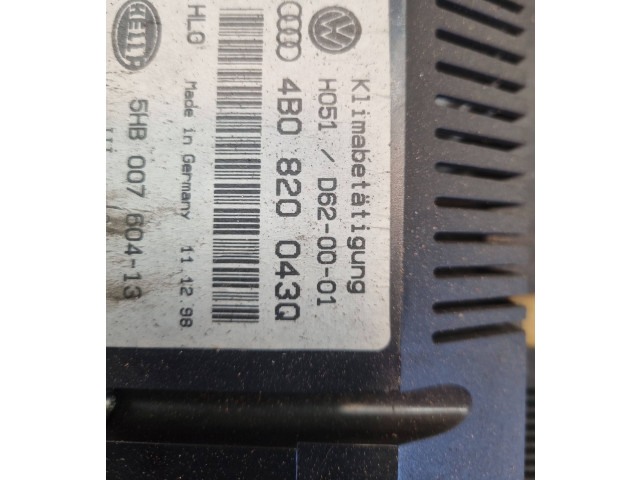 Klimabetätigung
H051 / D62-00-01
4B0 820 043Q
HLO
Made in Germany 11.12.98
HELLA
5HB 007 604-13